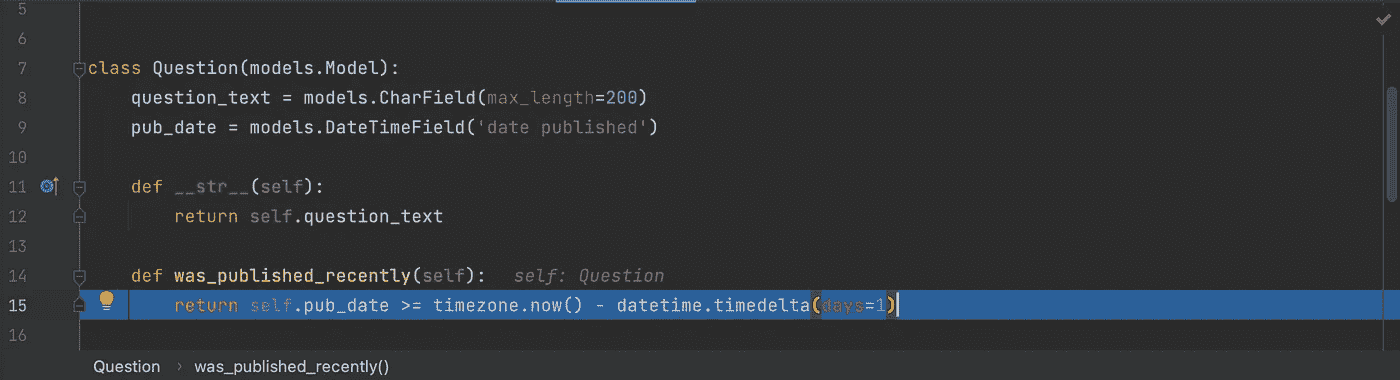 5
6
7 class Question(models.Model):
8 question_text = models.CharField(max_length=200)
9 pub_date = models.DateTimeField('date published')
10
11 def __str__(self):
12 return self.question_text
13
14 def was_published_recently(self): self: Question
15 return self.pub_date >= timezone.now() - datetime.timedelta(days=1)
16
Question › was_published_recently()